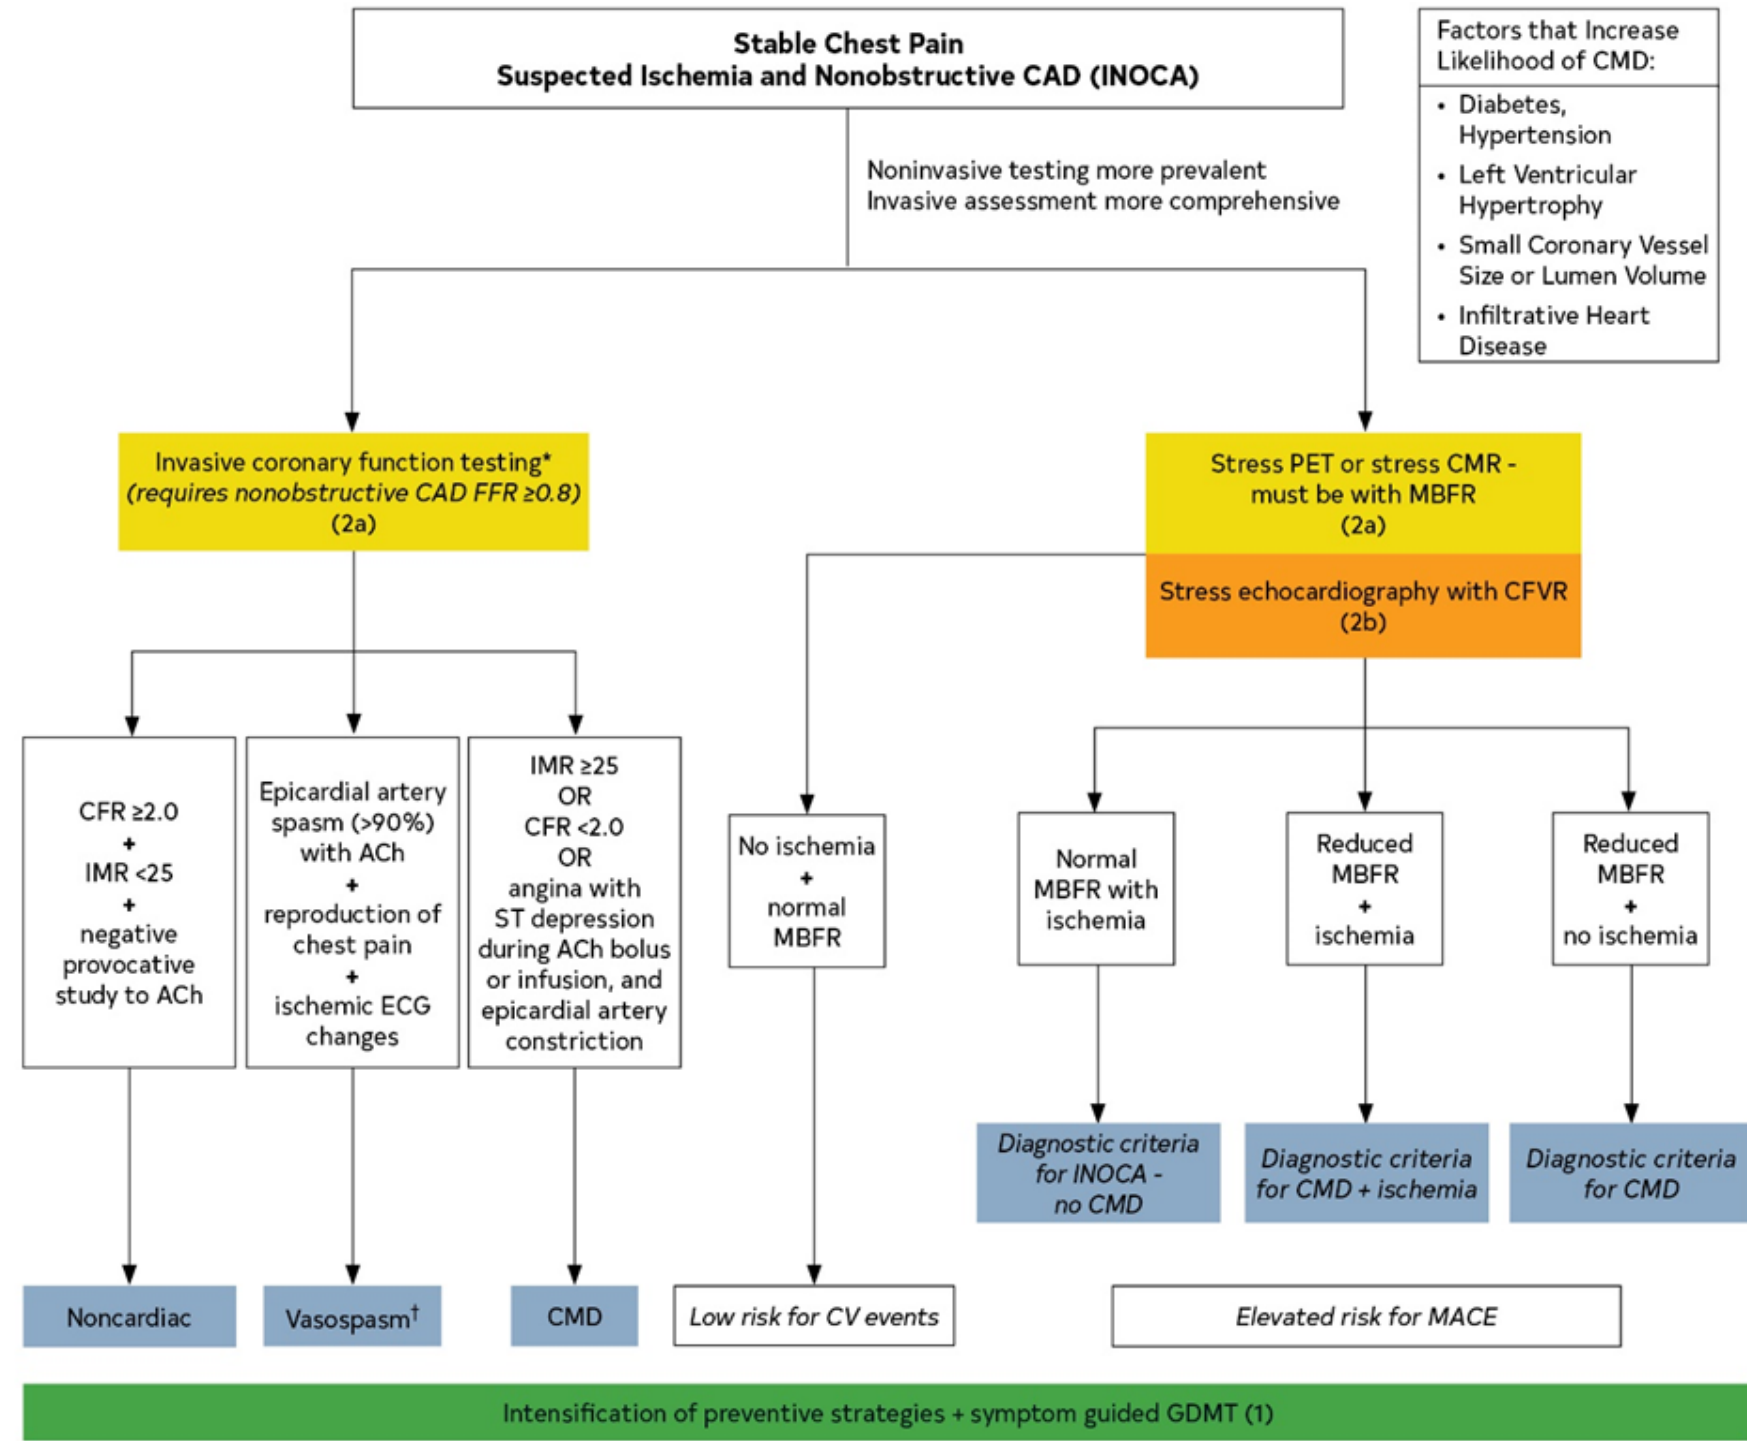 Stable Chest Pain
Suspected Ischemia and Nonobstructive CAD (INOCA)
Factors that Increase
Likelihood of CMD:
• Diabetes,
Hypertension
• Left Ventricular
Hypertrophy
• Small Coronary Vessel
Size or Lumen Volume
• Infiltrative Heart
Disease
Noninvasive testing more prevalent
Invasive assessment more comprehensive
Invasive coronary function testing*
(requires nonobstructive CAD FFR ≥0.8)
(2a)
Stress PET or stress CMR -
must be with MBFR
(2a)
Stress echocardiography with CFVR
(2b)
CFR ≥2.0
+
IMR <25
+
negative
provocative
study to ACh
Epicardial artery
spasm (>90%)
with ACh
+
reproduction of
chest pain
+
ischemic ECG
changes
IMR ≥25
OR
CFR <2.0
OR
angina with
ST depression
during ACh bolus
or infusion, and
epicardial artery
constriction
No ischemia
+
normal
MBFR
Normal
MBFR with
ischemia
Reduced
MBFR
+
ischemia
Reduced
MBFR
+
no ischemia
Diagnostic criteria
for INOCA -
no CMD
Diagnostic criteria
for CMD + ischemia
Diagnostic criteria
for CMD
Noncardiac
Vasospasm†
CMD
Low risk for CV events
Elevated risk for MACE
Intensification of preventive strategies + symptom guided GDMT (1)